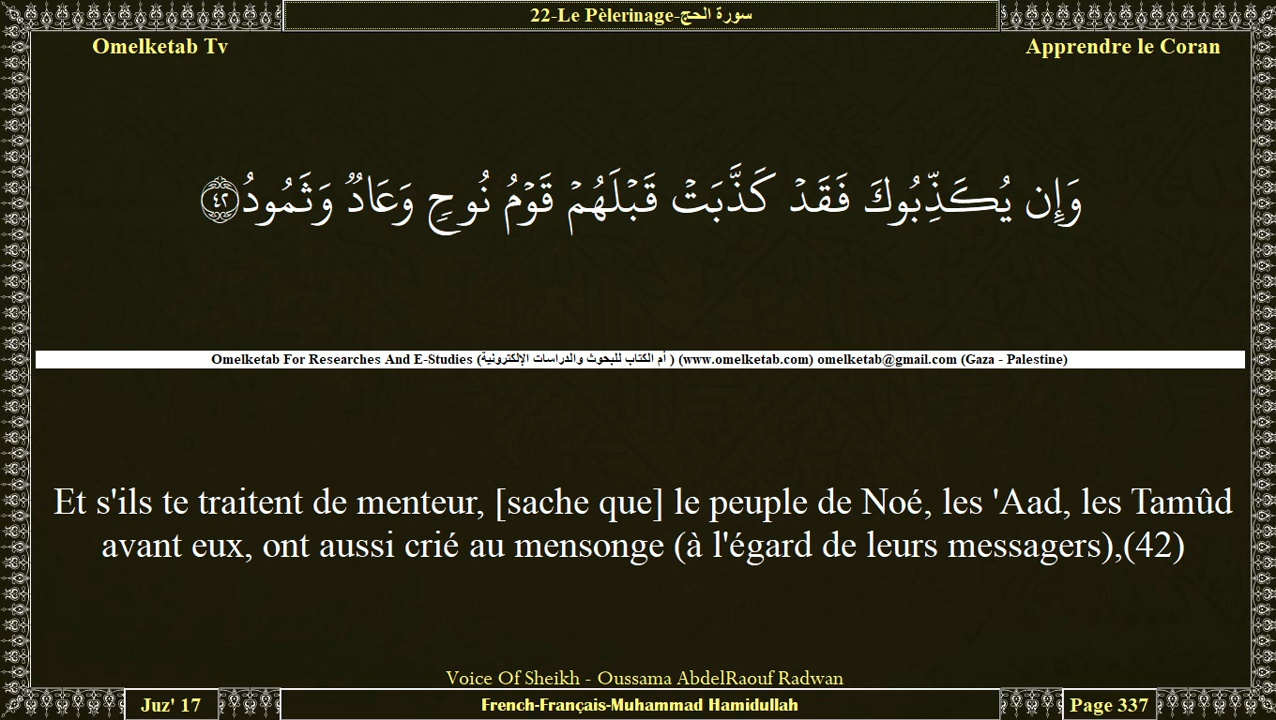 22-Le Pèlerinage-سورة الحج
Omelketab Tv
Apprendre le Coran
وَإِن يُكَذِّبُوكَ فَقَدْ كَذَّبَتْ قَبْلَهُمْ قَوْمُ نُوحٍ وَعَادٌ وَثَمُودُ ٤٢
Omelketab For Researches And E-Studies (أم الكتاب للبحوث والدراسات الإلكترونية ) (www.omelketab.com) omelketab@gmail.com (Gaza - Palestine)
Et s'ils te traitent de menteur, [sache que] le peuple de Noé, les 'Aad, les Tamûd
avant eux, ont aussi crié au mensonge (à l'égard de leurs messagers),(42)
Voice Of Sheikh - Oussama AbdelRaouf Radwan
Juz' 17
French-Français-Muhammad Hamidullah
Page 337